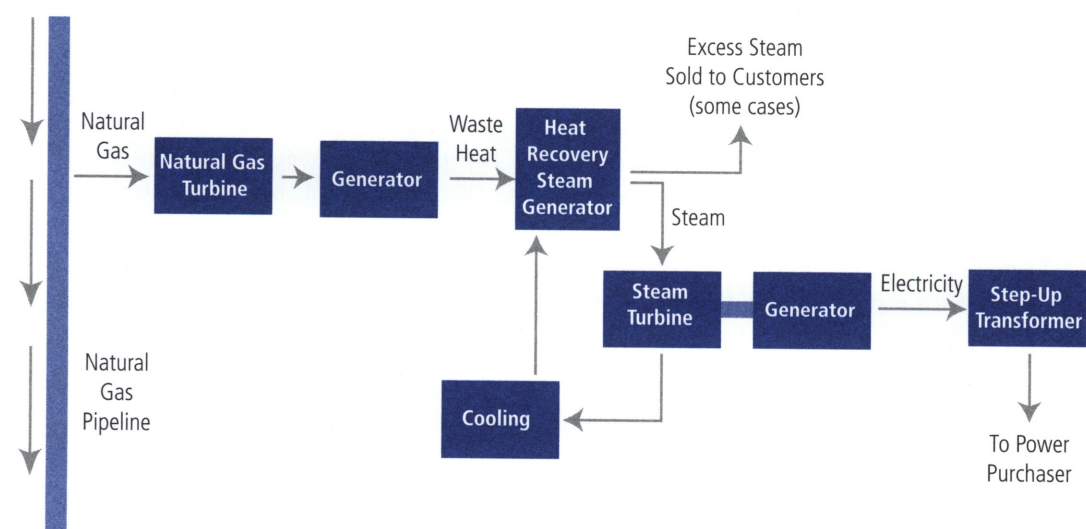 Excess Steam
Sold to Customers
(some cases)
Natural
Gas
Natural Gas
Turbine
Generator
Waste
Heat
Heat
Recovery
Steam
Generator
Steam
Steam
Turbine
Generator
Electricity
Step-Up
Transformer
Natural
Gas
Pipeline
Cooling
To Power
Purchaser